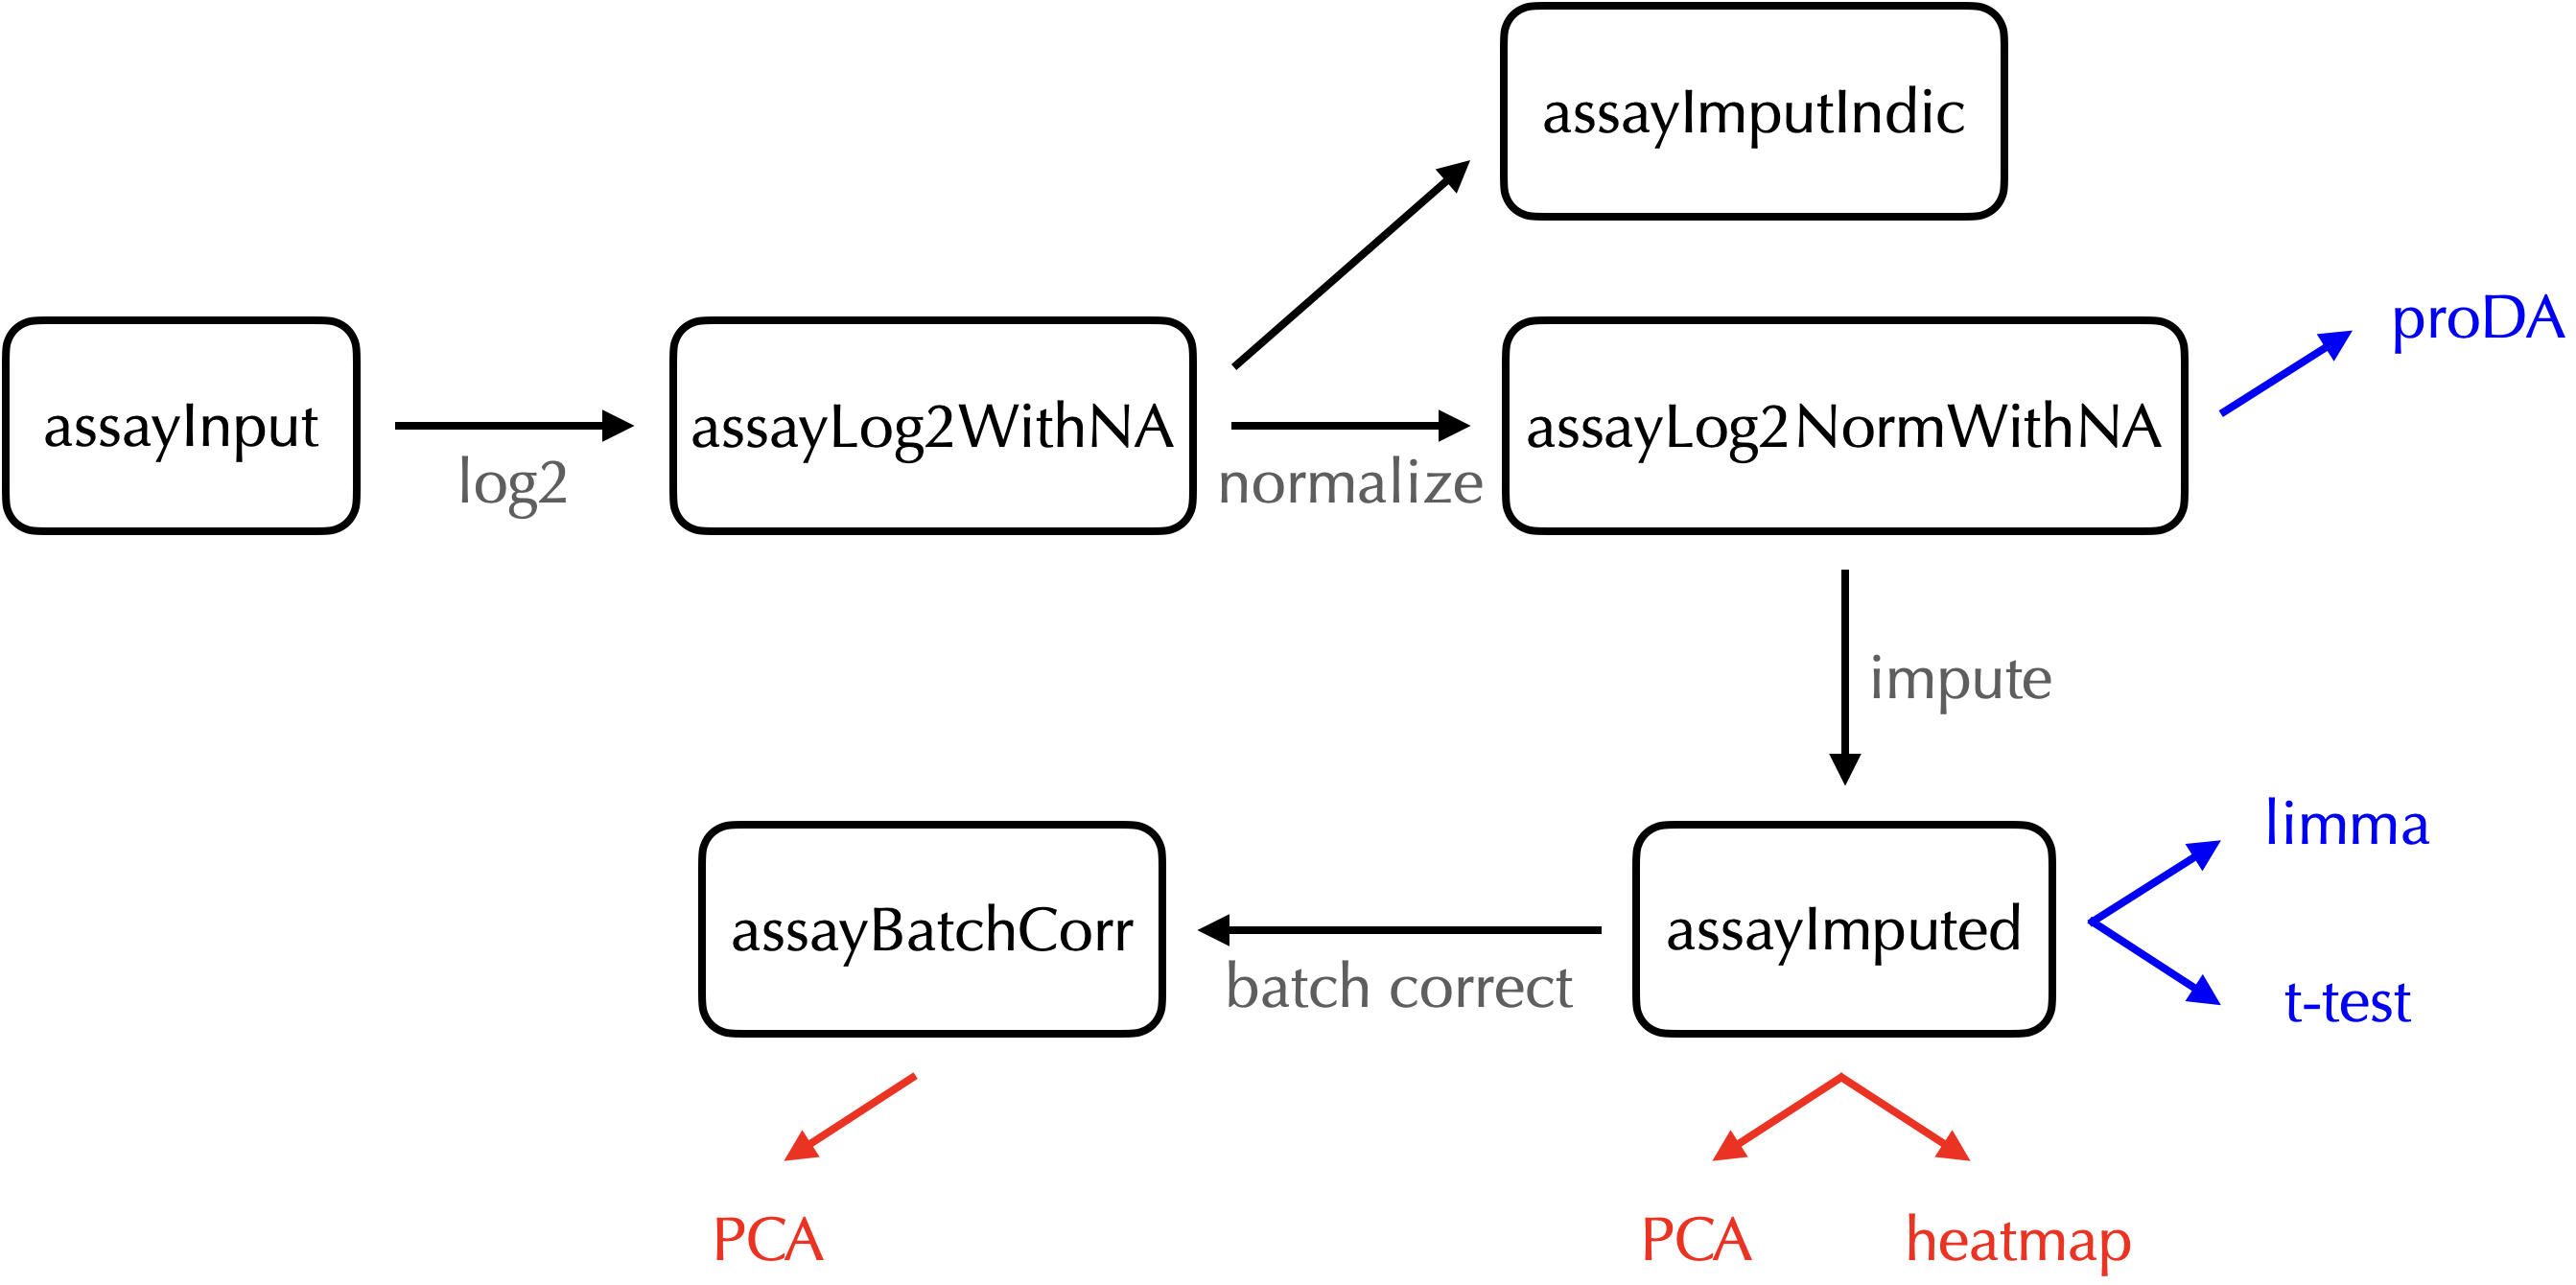 assayImputIndic
proDA
assayInput
log2
assayLog2WithNA
normalize
assayLog2NormWithNA
impute
limma
assayBatchCorr
batch correct
assayImputed
t-test
PCA
PCA
heatmap